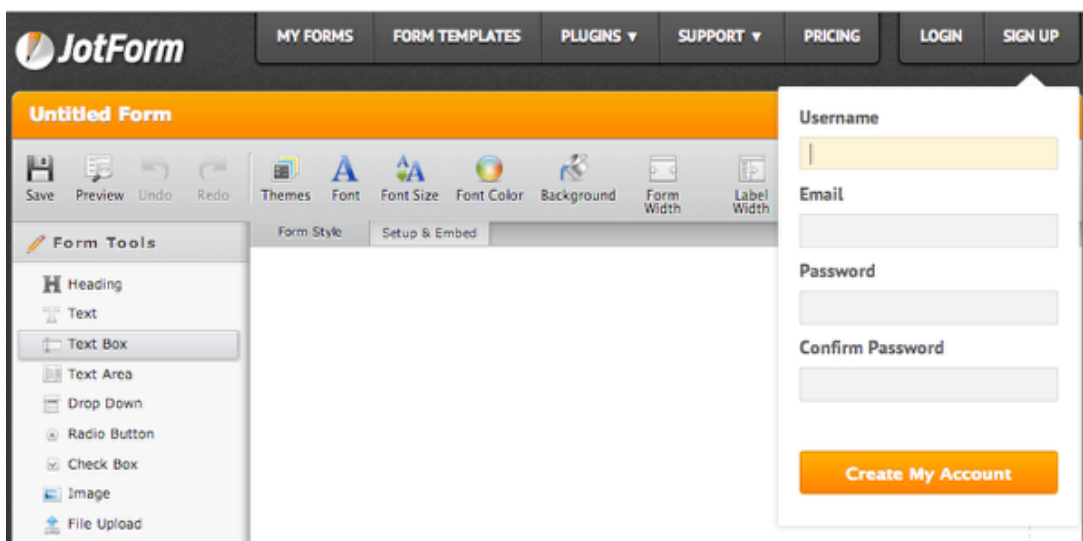 JotForm
MY FORMS FORM TEMPLATES PLUGINS ▼ SUPPORT ▼ PRICING LOGIN SIGN UP
Untitled Form
Save Preview Undo Redo Themes Font Font Size Font Color Background Form Width Label Width
Form Style Setup & Embed
Form Tools
Heading
Text
Text Box
Text Area
Drop Down
Radio Button
Check Box
Image
File Upload
Username
Email
Password
Confirm Password
Create My Account